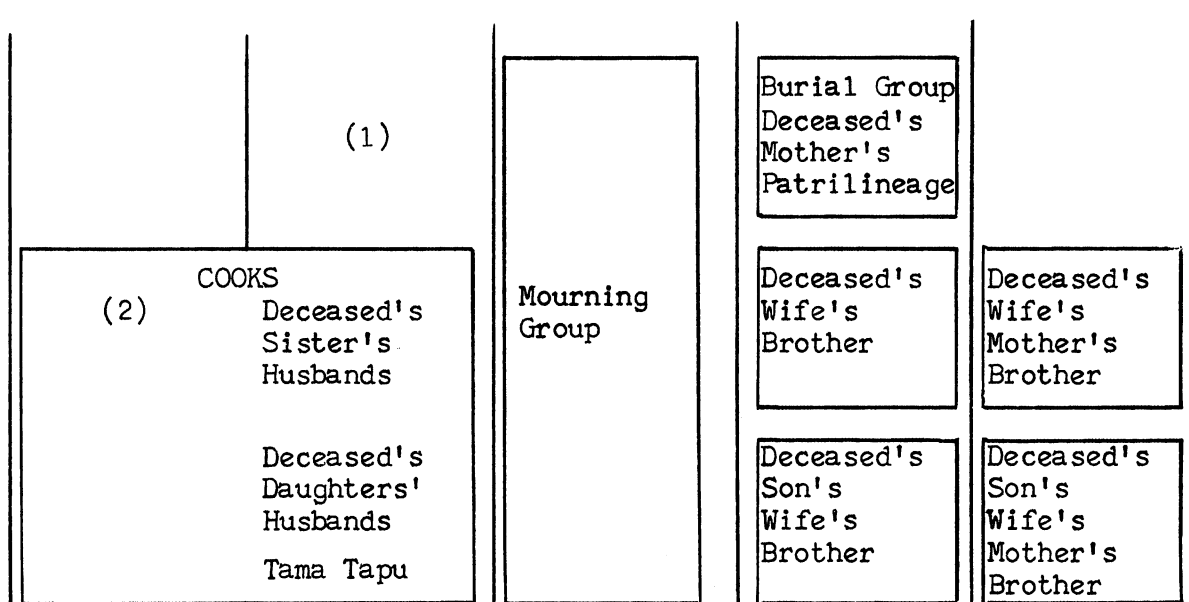 (1)
COOKS
(2)
Deceased's
Sister's
Husbands
Deceased's
Daughters'
Husbands
Tama Tapu
Mourning
Group
Burial Group
Deceased's
Mother's
Patrilineage
Deceased's
Wife's
Brother
Deceased's
Son's
Wife's
Brother
Deceased's
Wife's
Mother's
Brother
Deceased's
Son's
Wife's
Mother's
Brother